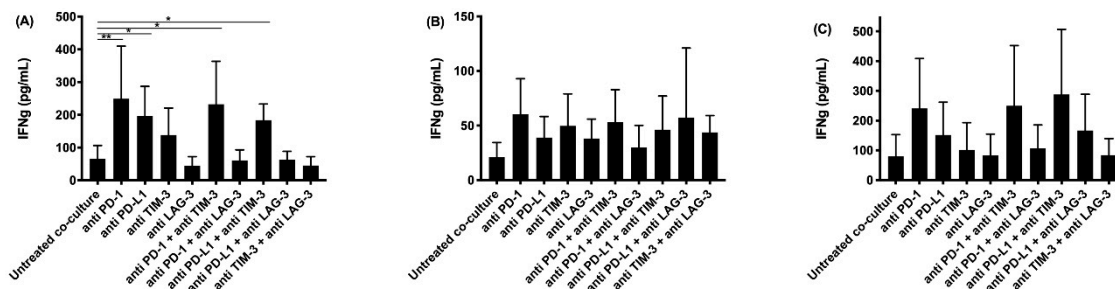 (A)
IFNg (pg/mL)
500
400
300
200
100
0
*
*
*
**
Untreated co-culture
anti PD-1
anti PD-L1
anti TIM-3
anti LAG-3
anti PD-1 + anti TIM-3
anti PD-1 + anti LAG-3
anti PD-L1 + anti TIM-3
anti PD-L1 + anti LAG-3
anti TIM-3 + anti LAG-3
(B)
IFNg (pg/mL)
150
100
50
0
Untreated co-culture
anti PD-1
anti PD-L1
anti TIM-3
anti LAG-3
anti PD-1 + anti TIM-3
anti PD-1 + anti LAG-3
anti PD-L1 + anti TIM-3
anti PD-L1 + anti LAG-3
anti TIM-3 + anti LAG-3
(C)
IFNg (pg/mL)
500
400
300
200
100
0
Untreated co-culture
anti PD-1
anti PD-L1
anti TIM-3
anti LAG-3
anti PD-1 + anti TIM-3
anti PD-1 + anti LAG-3
anti PD-L1 + anti TIM-3
anti PD-L1 + anti LAG-3
anti TIM-3 + anti LAG-3